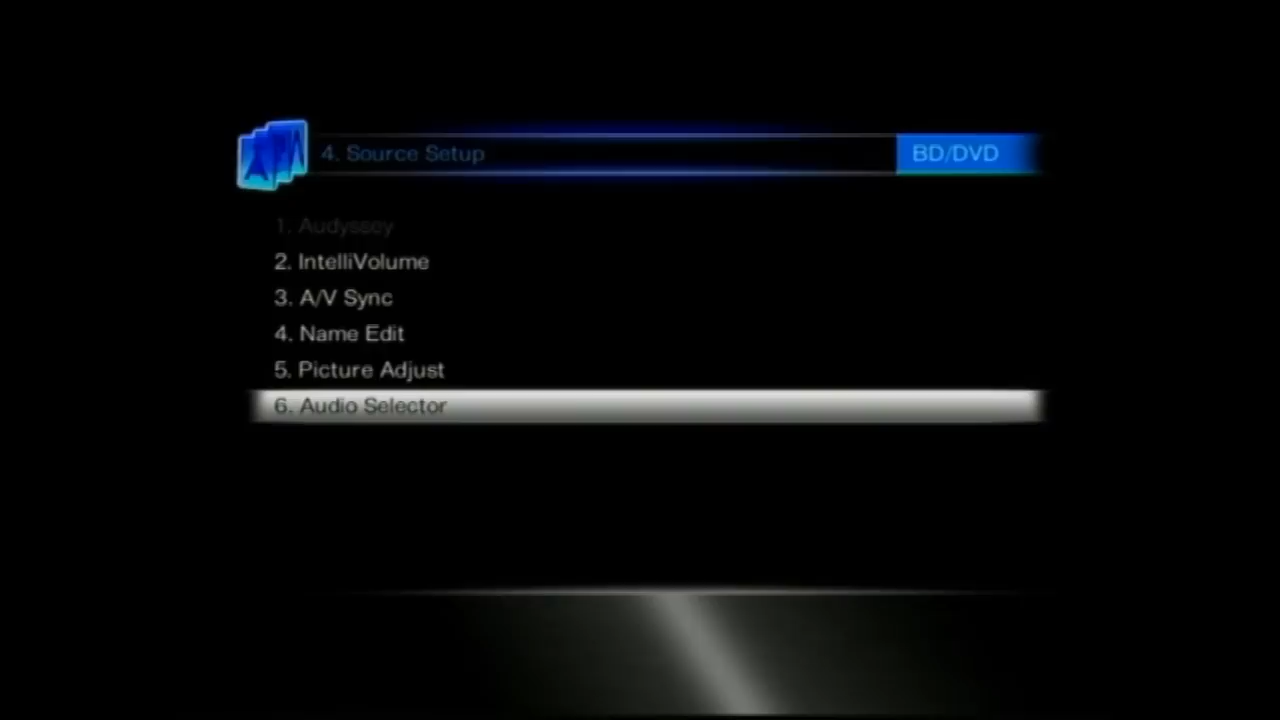 4. Source Setup
BD/DVD
1. Audyssey
2. IntelliVolume
3. A/V Sync
4. Name Edit
5. Picture Adjust
6. Audio Selector